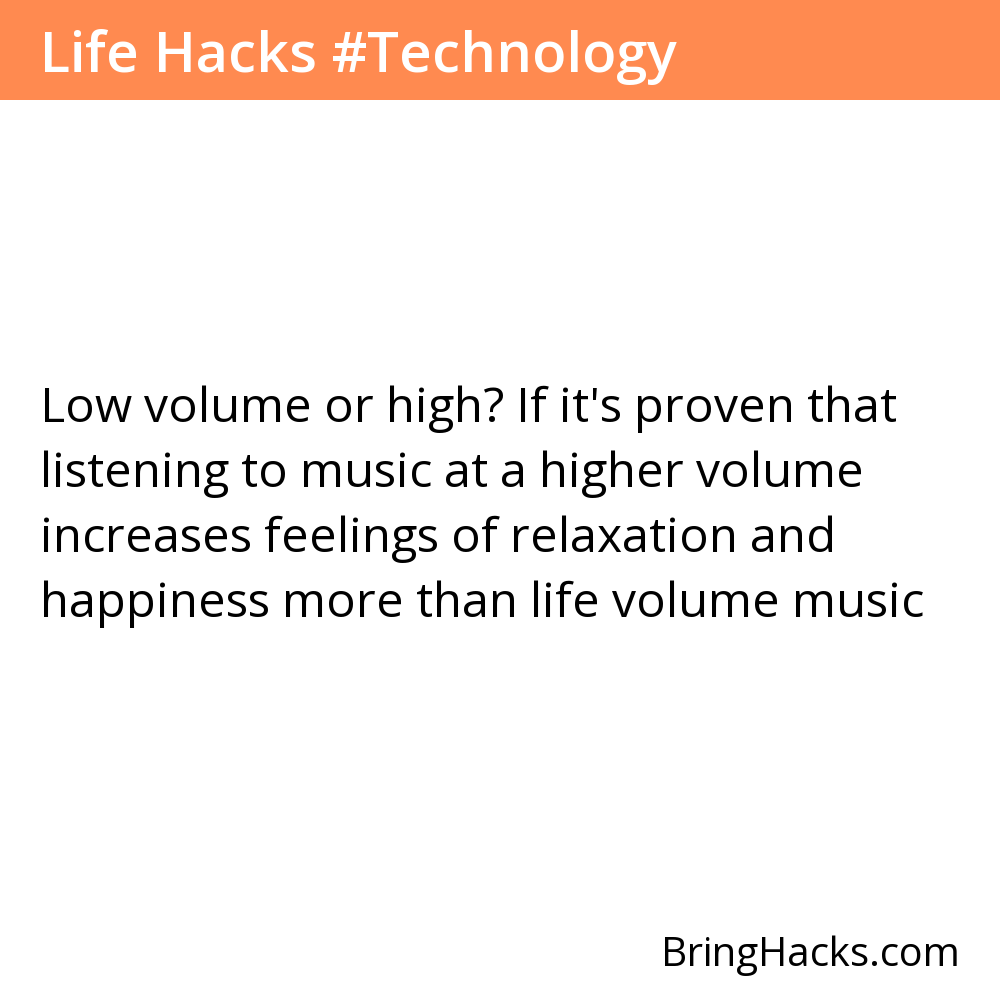 Life Hacks #Technology
Low volume or high? If it's proven that
listening to music at a higher volume
increases feelings of relaxation and
happiness more than life volume music
BringHacks.com